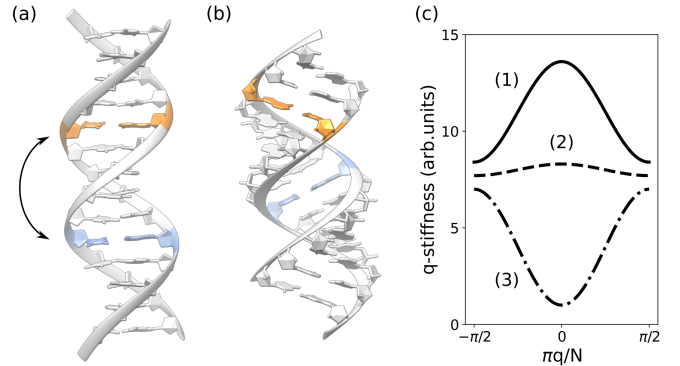 (a)
(b)
(c)
q-stiffness (arb.units)
15
10
5
0
(1)
(2)
(3)
−π/2
0
π/2
πq/N